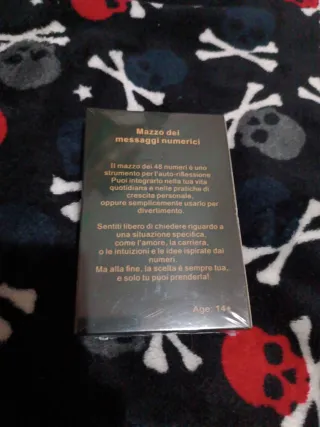 Mazzo dei
messaggi numerici
Il mazzo dei 48 numeri è uno
strumento per l'auto-riflessione
Puoi integrarlo nella tua vita
quotidiana e nelle pratiche di
crescita personale,
oppure semplicemente usarlo per
divertimento.
Sentiti libero di chiedere riguardo a
una situazione specifica,
come l'amore, la carriera,
o le intuizioni e le idee ispirate dai
numeri.
Ma alla fine, la scelta è sempre tua,
e solo tu puoi prenderla!
Age: 14+